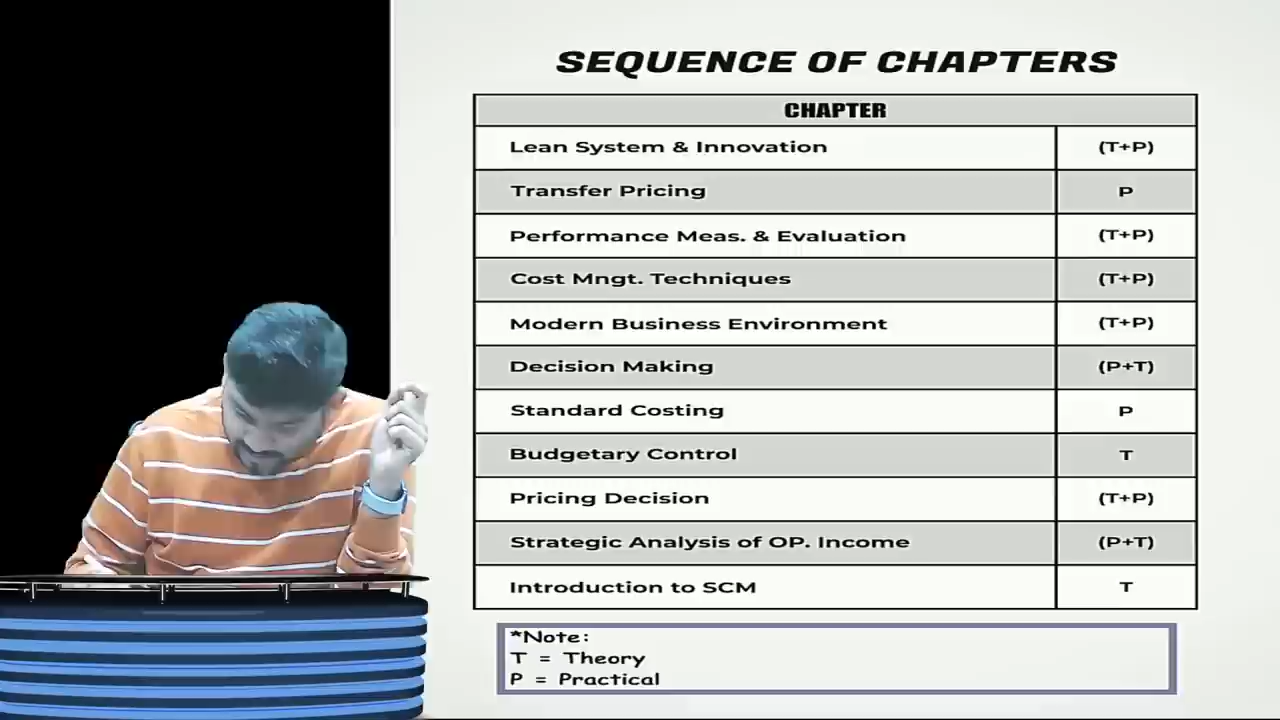 SEQUENCE OF CHAPTERS
CHAPTER
Lean System & Innovation (T+P)
Transfer Pricing P
Performance Meas. & Evaluation (T+P)
Cost Mngt. Techniques (T+P)
Modern Business Environment (T+P)
Decision Making (P+T)
Standard Costing P
Budgetary Control T
Pricing Decision (T+P)
Strategic Analysis of OP. Income (P+T)
Introduction to SCM T
*Note:
T = Theory
P = Practical